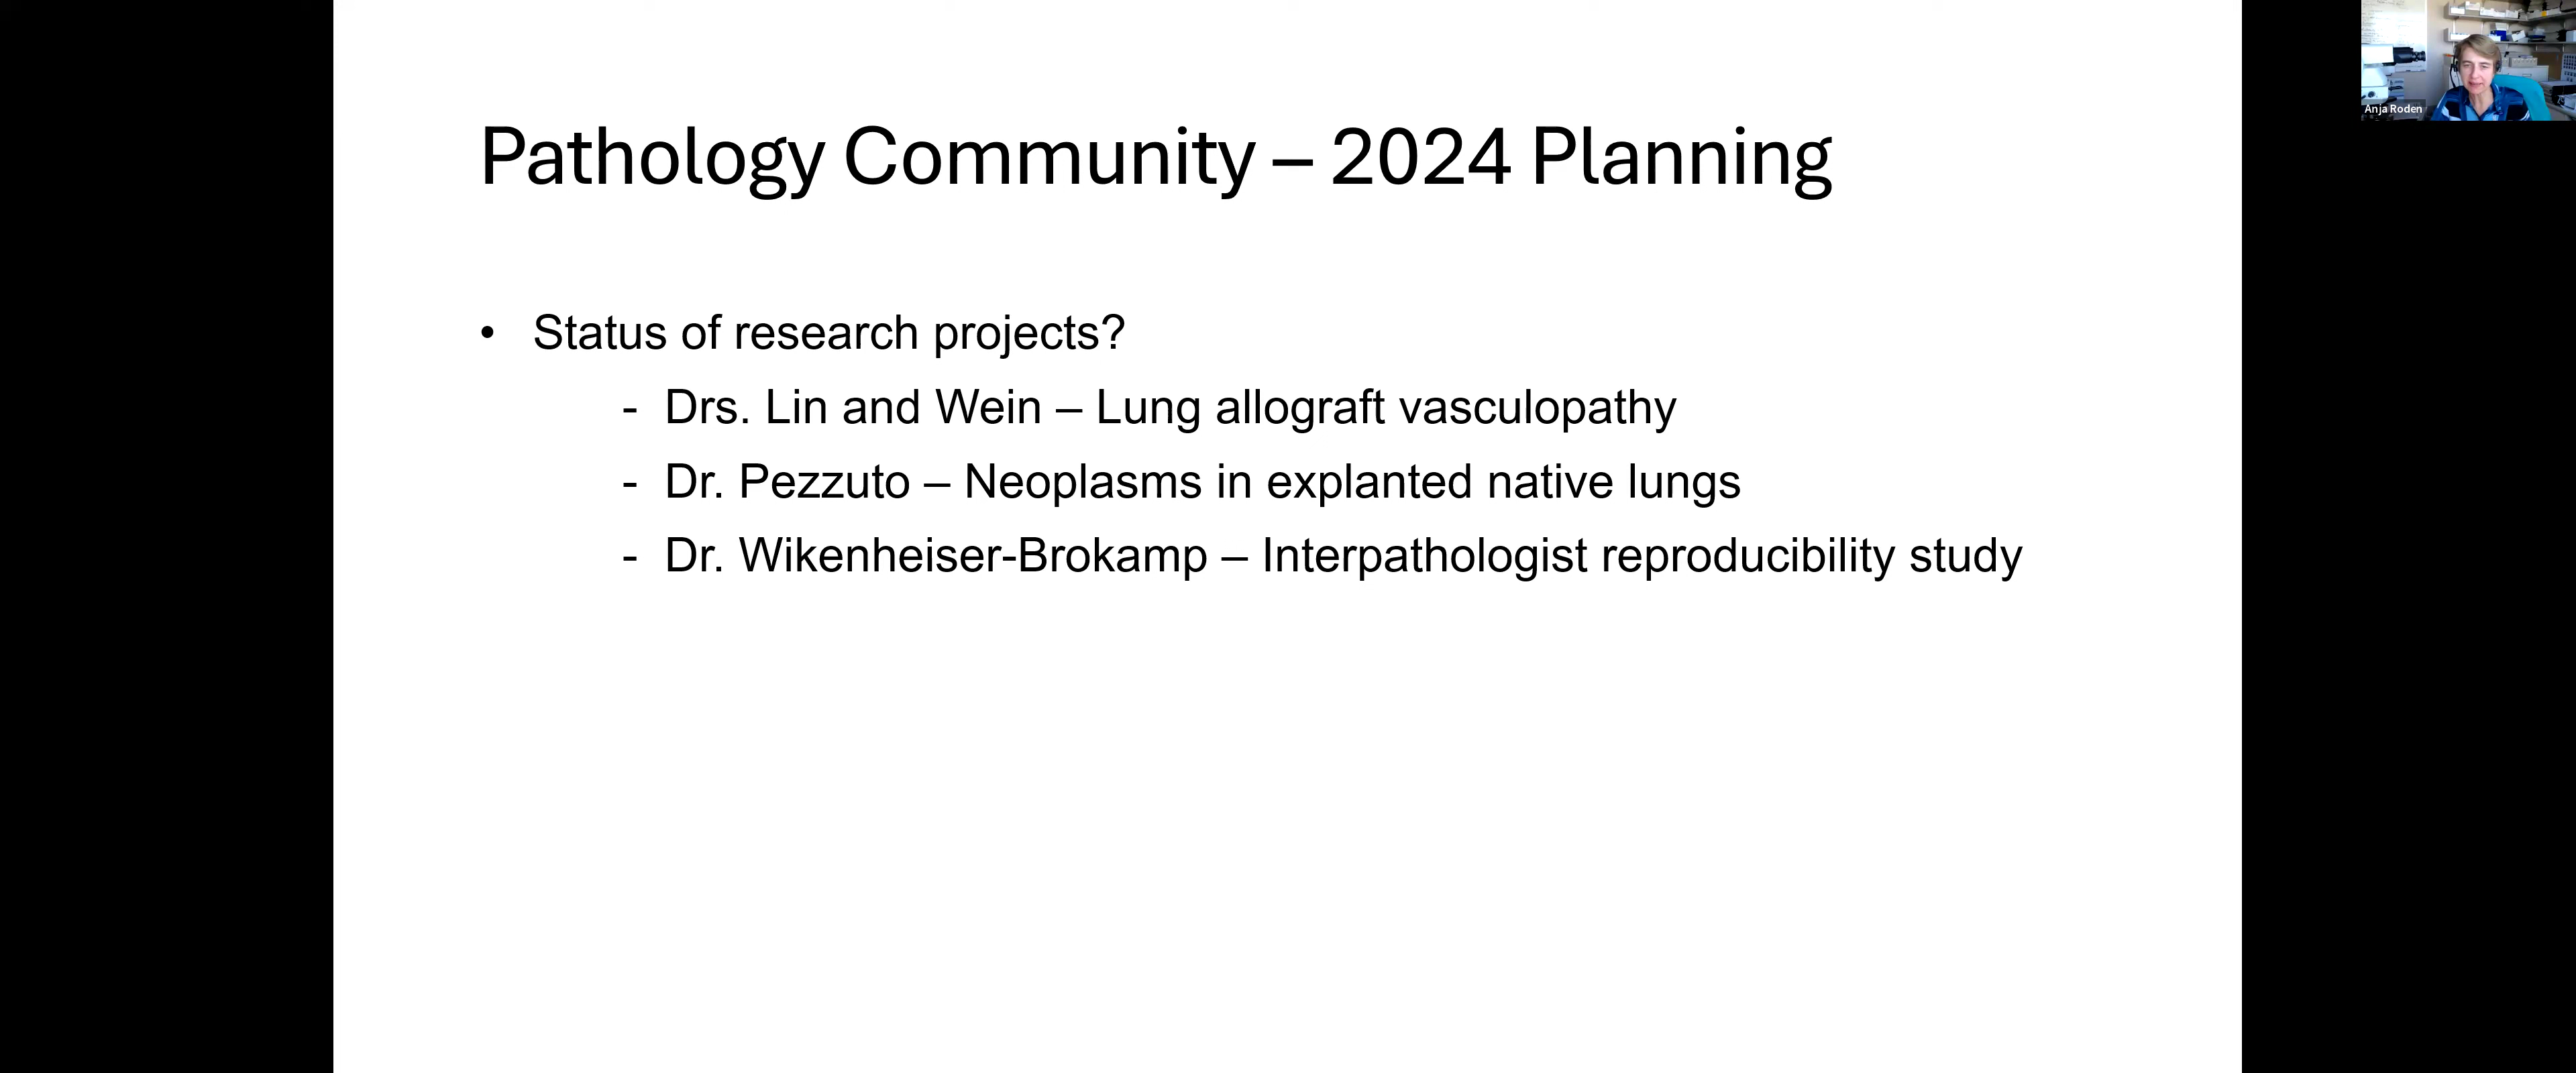 Pathology Community – 2024 Planning
• Status of research projects?
- Drs. Lin and Wein – Lung allograft vasculopathy
- Dr. Pezzuto – Neoplasms in explanted native lungs
- Dr. Wikenheiser-Brokamp – Interpathologist reproducibility study
Anja Roden